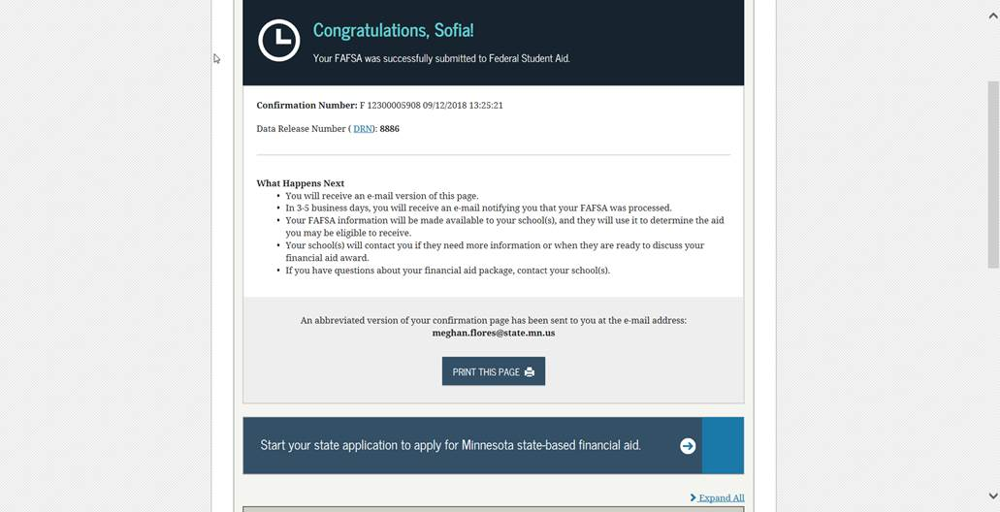 Congratulations, Sofia!
Your FAFSA was successfully submitted to Federal Student Aid.
Confirmation Number: F 12300005908 09/12/2018 13:25:21
Data Release Number ( DRN): 8886
What Happens Next
• You will receive an e-mail version of this page.
• In 3-5 business days, you will receive an e-mail notifying you that your FAFSA was processed.
• Your FAFSA information will be made available to your school(s), and they will use it to determine the aid
you may be eligible to receive.
• Your school(s) will contact you if they need more information or when they are ready to discuss your
financial aid award.
• If you have questions about your financial aid package, contact your school(s).
An abbreviated version of your confirmation page has been sent to you at the e-mail address:
meghan.flores@state.mn.us
PRINT THIS PAGE
Start your state application to apply for Minnesota state-based financial aid.
Expand All